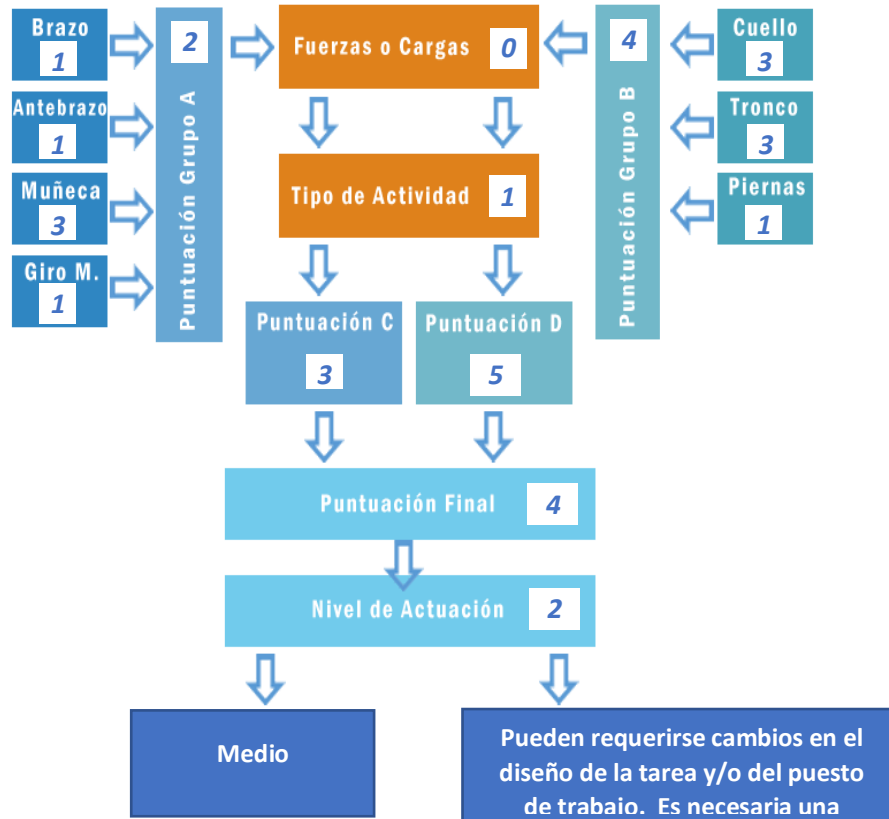 Brazo
1
Antebrazo
1
Muñeca
3
Giro M.
1
2
Puntuación Grupo A
Fuerzas o Cargas 0
Tipo de Actividad 1
4
Puntuación Grupo B
Cuello
3
Tronco
3
Piernas
1
Puntuación C
3
Puntuación D
5
Puntuación Final 4
Nivel de Actuación 2
Medio
Pueden requerirse cambios en el
diseño de la tarea y/o del puesto
de trabajo. Es necesaria una